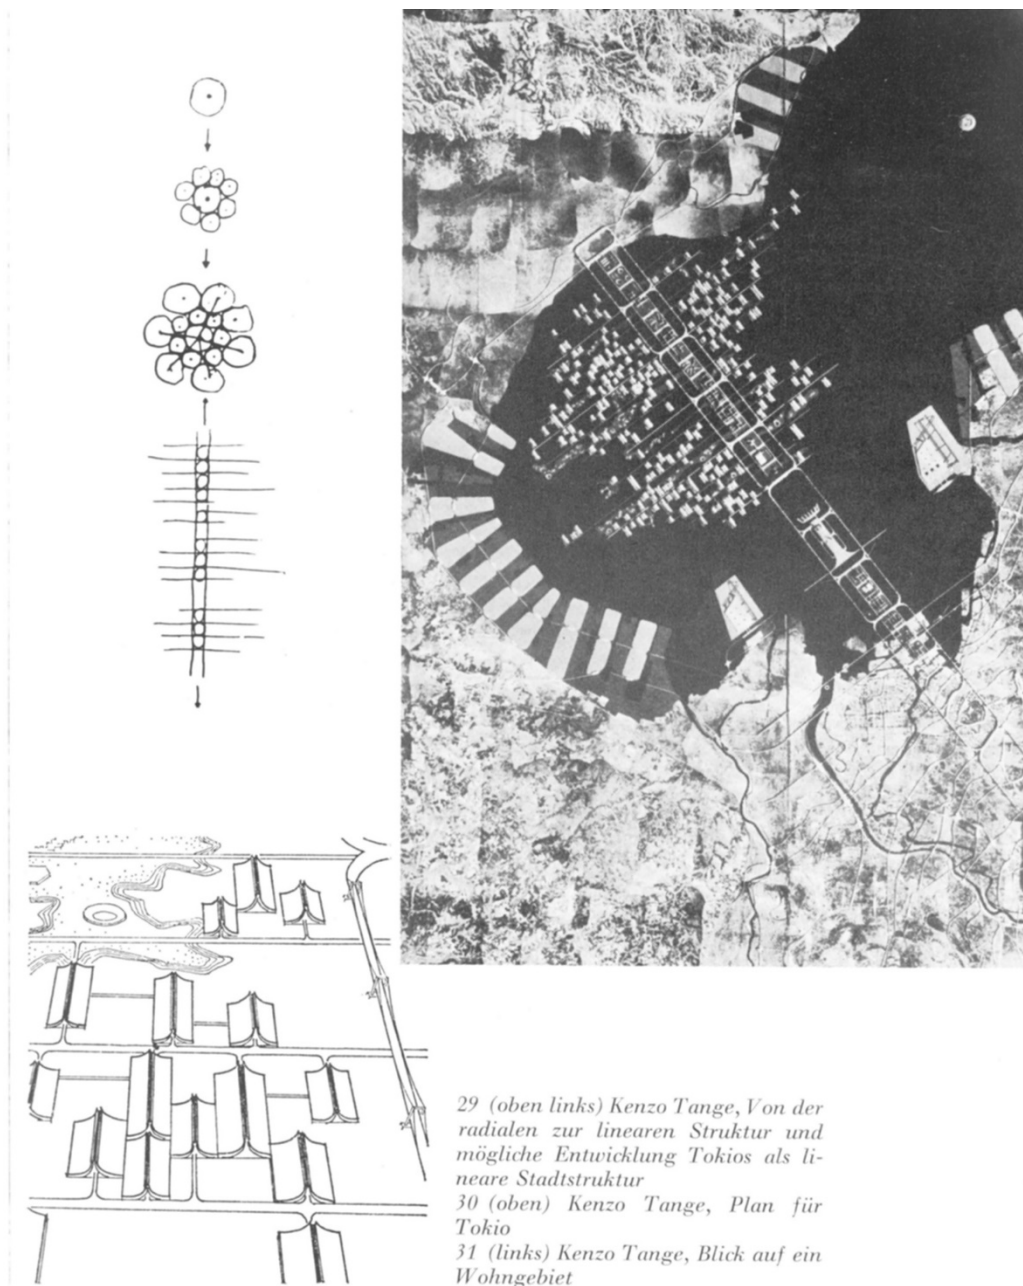 29 (oben links) Kenzo Tange, Von der
radialen zur linearen Struktur und
mögliche Entwicklung Tokios als li-
neare Stadtstruktur
30 (oben) Kenzo Tange, Plan für
Tokio
31 (links) Kenzo Tange, Blick auf ein
Wohngebiet